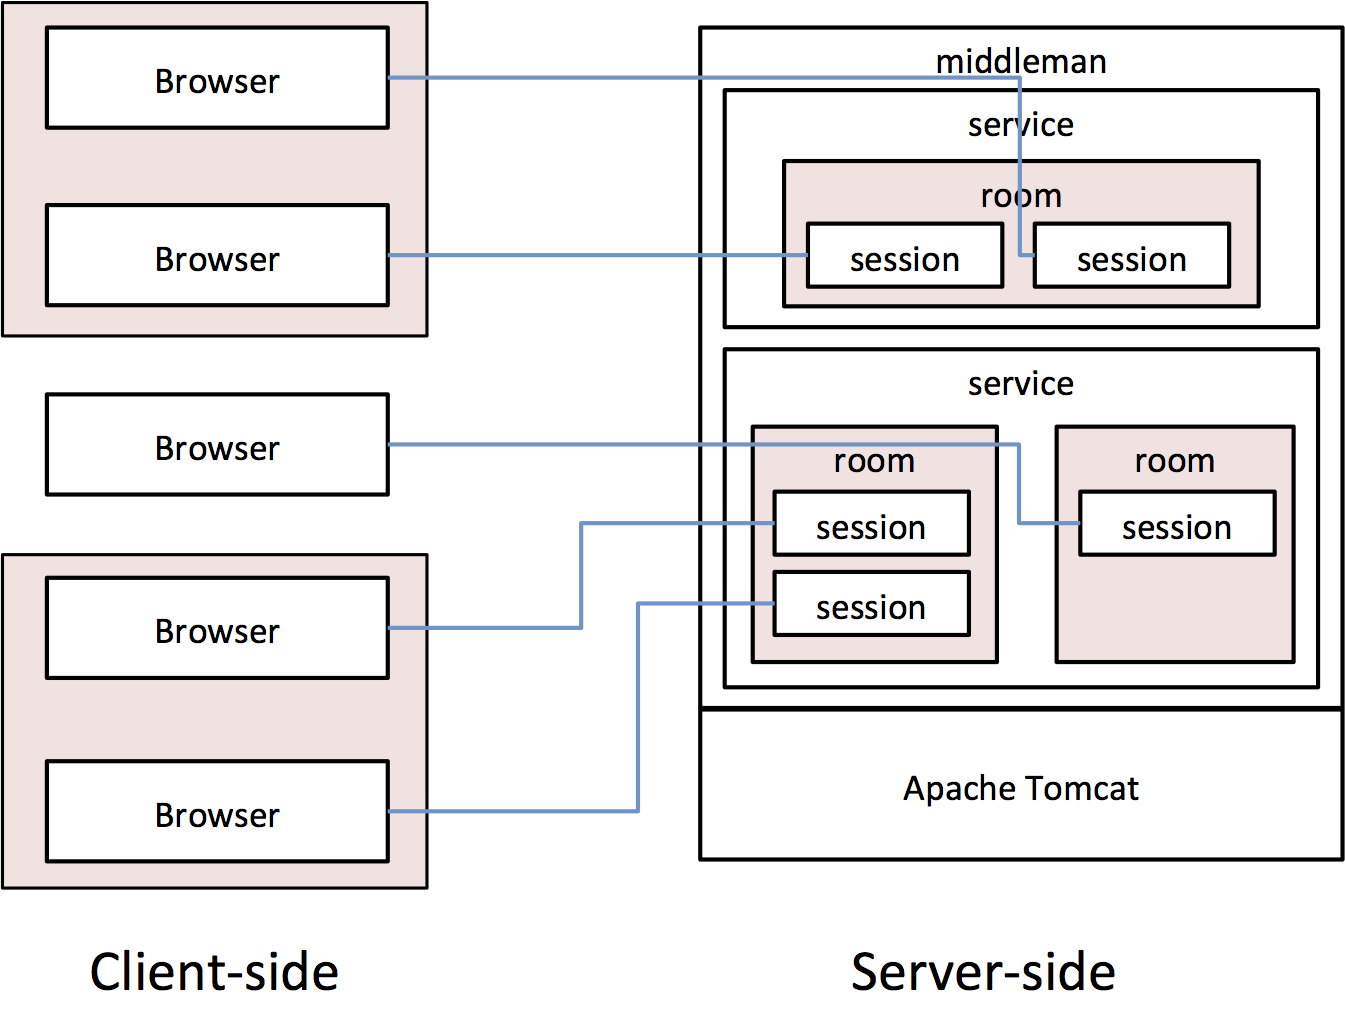 Browser
Browser
Browser
Browser
Browser
Client-side
middleman
service
room
session
session
service
room
session
session
room
session
Apache Tomcat
Server-side